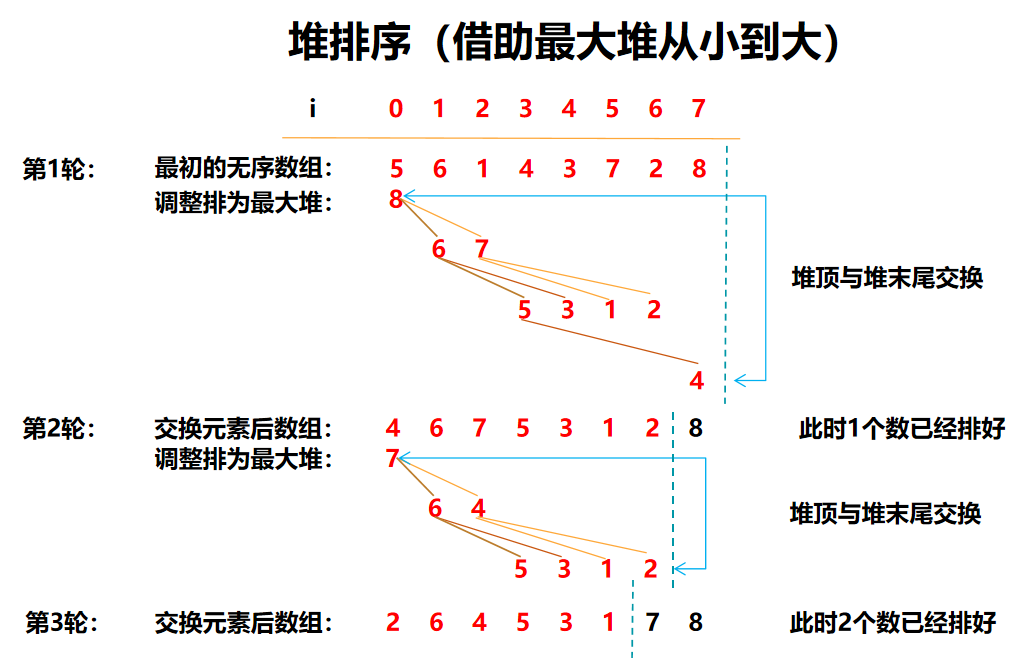 堆排序（借助最大堆从小到大）
i 0 1 2 3 4 5 6 7
第1轮： 最初的无序数组： 5 6 1 4 3 7 2 8
调整排为最大堆： 8
6 7
堆顶与堆末尾交换
5 3 1 2
4
第2轮： 交换元素后数组： 4 6 7 5 3 1 2 8 此时1个数已经排好
调整排为最大堆： 7
6 4 堆顶与堆末尾交换
5 3 1 2
第3轮： 交换元素后数组： 2 6 4 5 3 1 7 8 此时2个数已经排好